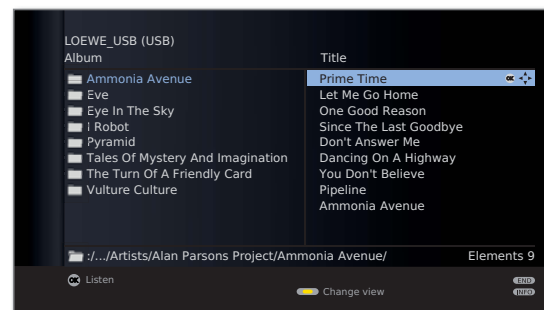 LOEWE_USB (USB)
Album
Title
Ammonia Avenue
Eve
Eye In The Sky
I Robot
Pyramid
Tales Of Mystery And Imagination
The Turn Of A Friendly Card
Vulture Culture
Prime Time OK
Let Me Go Home
One Good Reason
Since The Last Goodbye
Don't Answer Me
Dancing On A Highway
You Don't Believe
Pipeline
Ammonia Avenue
:/.../Artists/Alan Parsons Project/Ammonia Avenue/ Elements 9
OK Listen
END
Change view
INFO